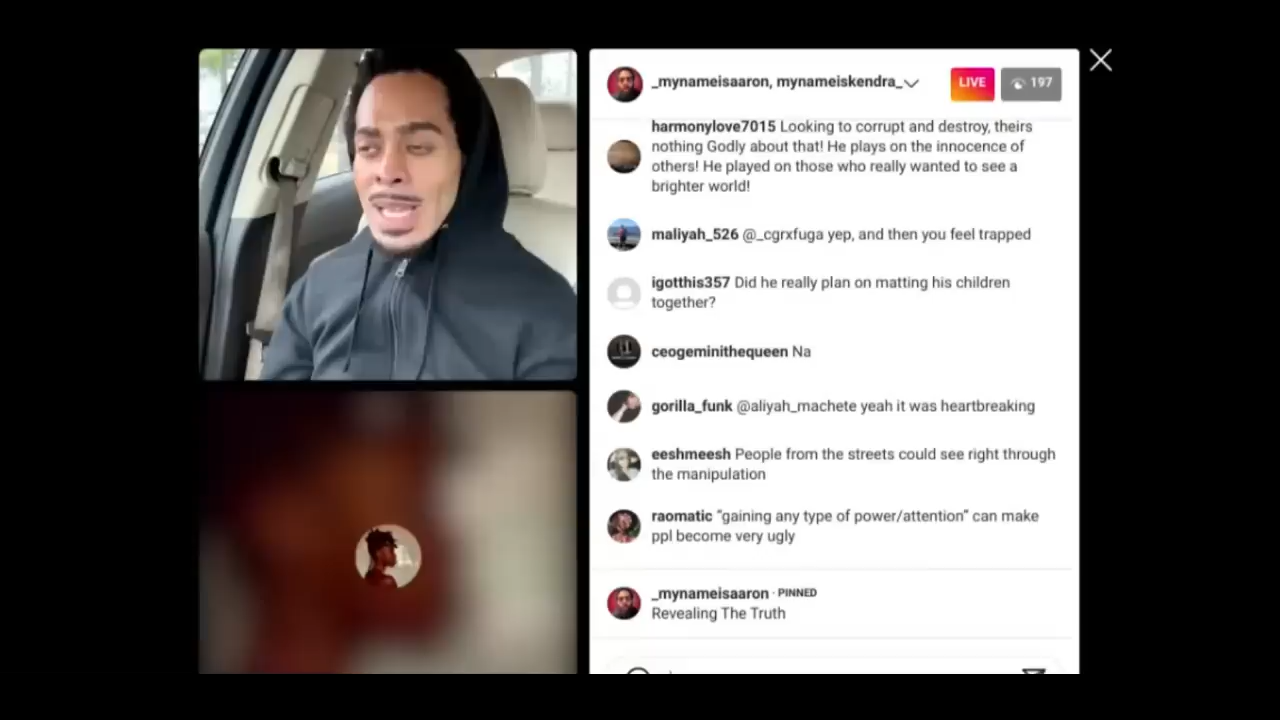 _mynameisaaron, mynameiskendra_
LIVE
197
harmonylove7015 Looking to corrupt and destroy, theirs
nothing Godly about that! He plays on the innocence of
others! He played on those who really wanted to see a
brighter world!
maliyah_526 @_cgrxfuga yep, and then you feel trapped
igotthis357 Did he really plan on matting his children
together?
ceogeminithequeen Na
gorilla_funk @aliyah_machete yeah it was heartbreaking
eeshmeesh People from the streets could see right through
the manipulation
raomatic “gaining any type of power/attention” can make
ppl become very ugly
_mynameisaaron · PINNED
Revealing The Truth